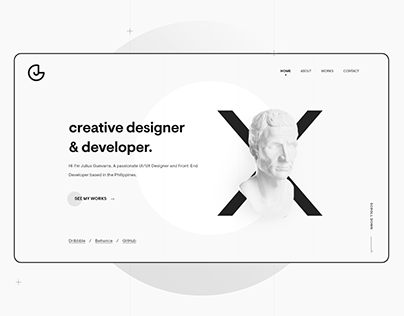 HOME ABOUT WORKS CONTACT
creative designer
& developer.
Hi I'm Julius Guevarra, A passionate UI/UX Designer and Front-End
Developer based in the Philippines.
SEE MY WORKS →
Dribbble / Behance / GitHub
SCROLL DOWN